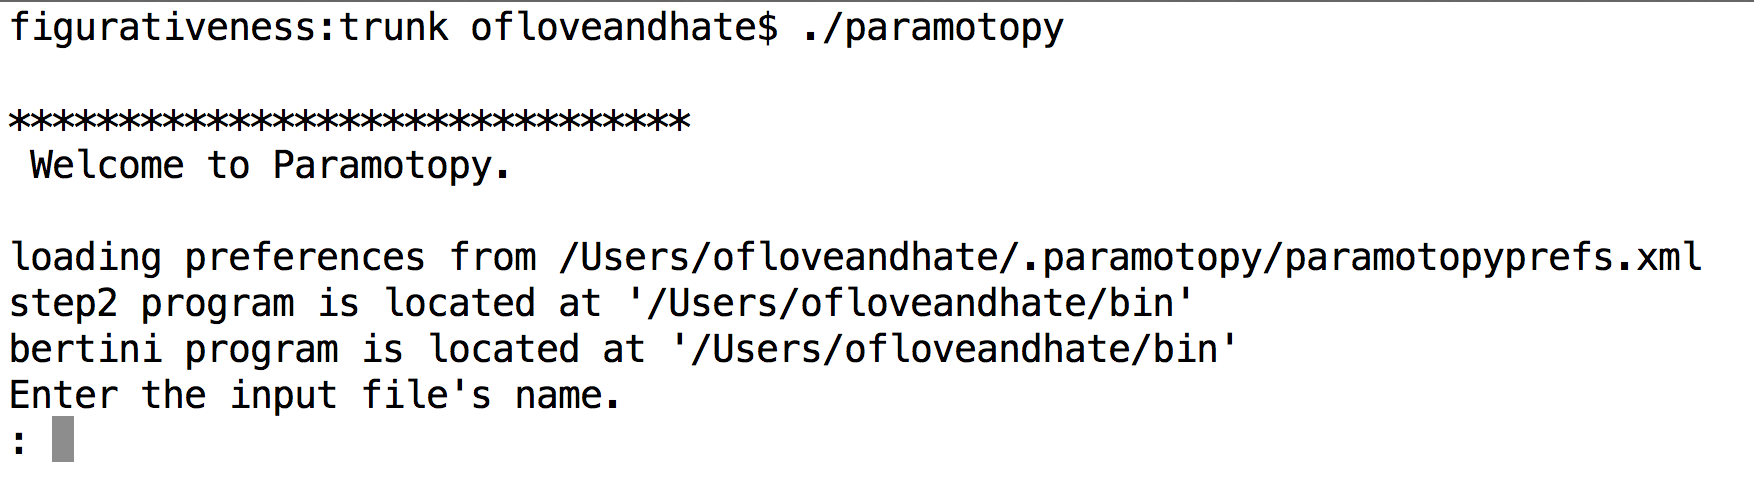 figurativeness:trunk ofloveandhate$ ./paramotopy
*******************************
Welcome to Paramotopy.
loading preferences from /Users/ofloveandhate/.paramotopy/paramotopyprefs.xml
step2 program is located at '/Users/ofloveandhate/bin'
bertini program is located at '/Users/ofloveandhate/bin'
Enter the input file's name.
: